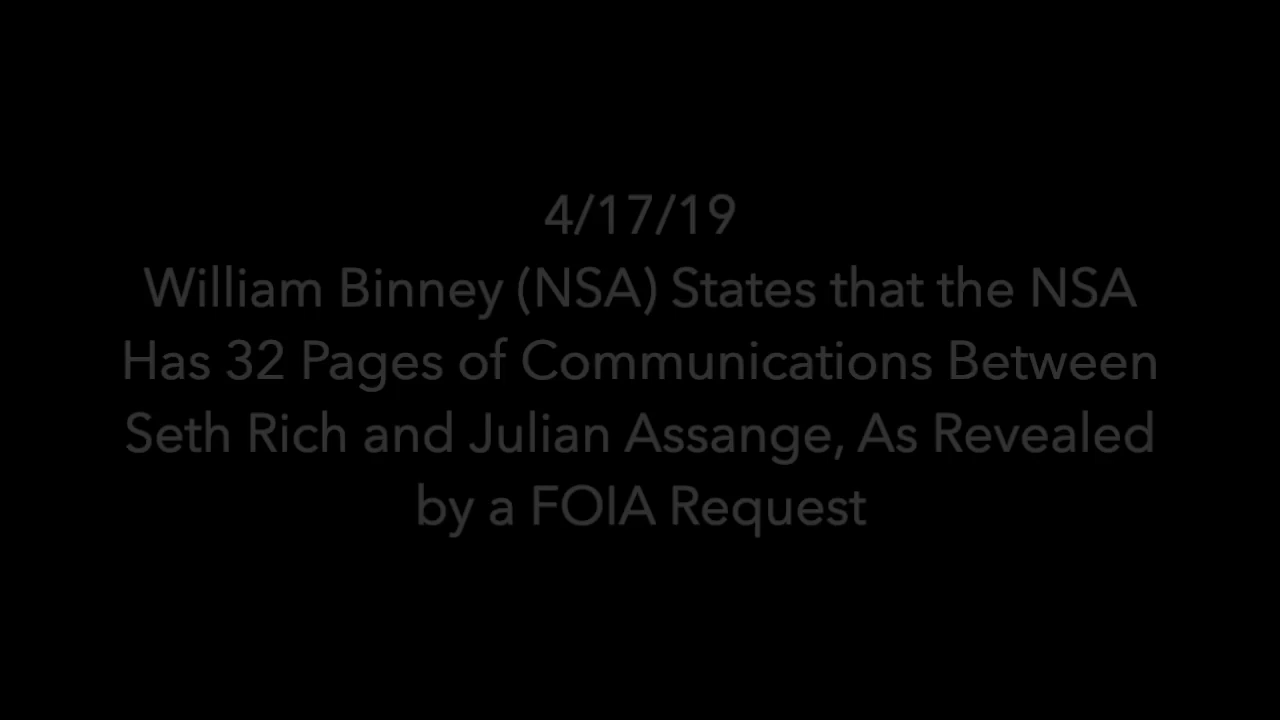 4/17/19
William Binney (NSA) States that the NSA
Has 32 Pages of Communications Between
Seth Rich and Julian Assange, As Revealed
by a FOIA Request